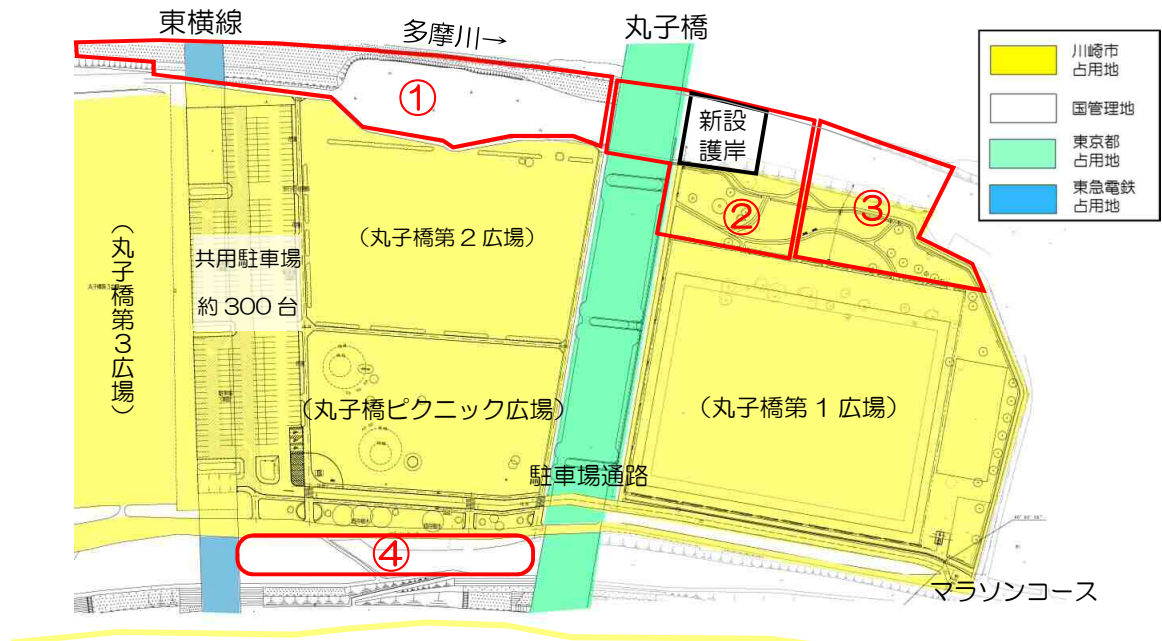 東横線
多摩川→
丸子橋
川崎市
占用地
国管理地
東京都
占用地
東急電鉄
占用地
①
新設
護岸
②
③
（丸子橋第３広場）
共用駐車場
約 300 台
（丸子橋第２広場）
（丸子橋ピクニック広場）
（丸子橋第 1 広場）
駐車場通路
④
マラソンコース